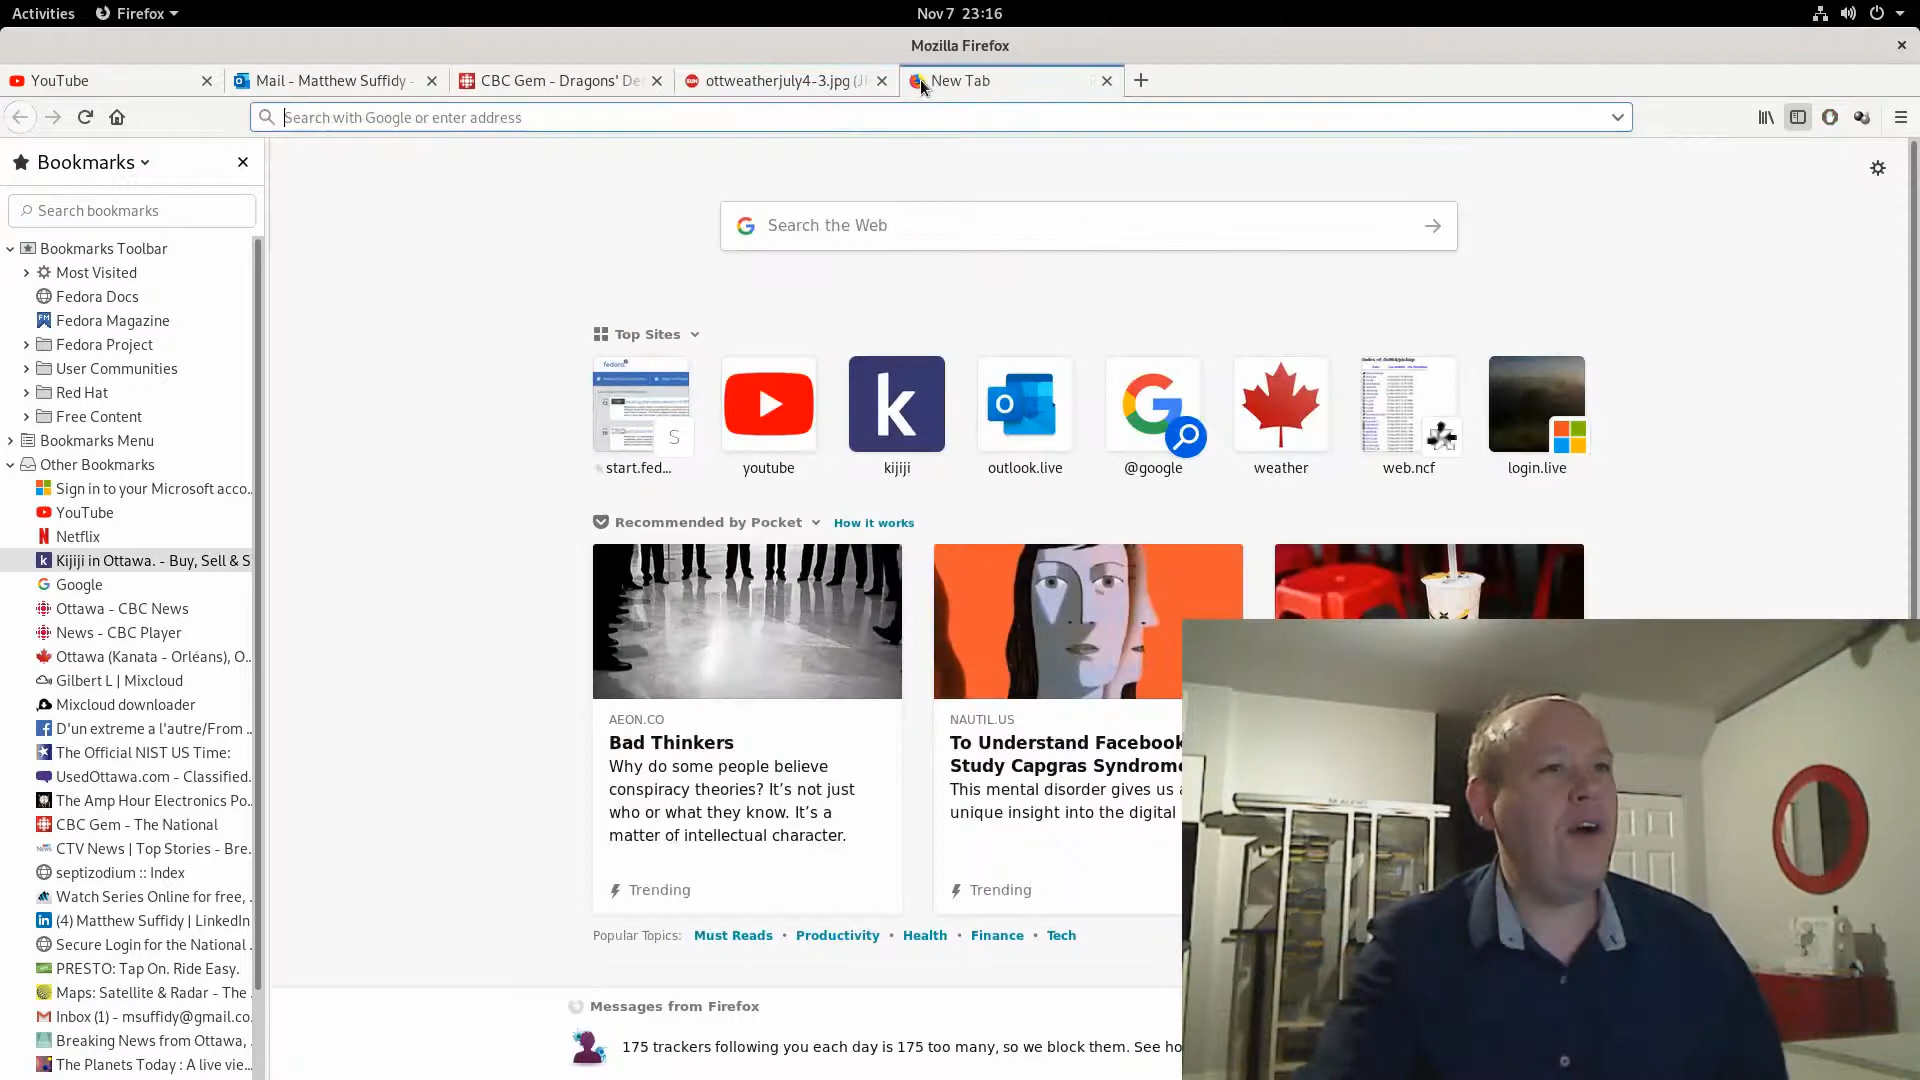 Activities
Firefox
Nov 7 23:16
Mozilla Firefox
YouTube
Mail - Matthew Suffidy -
CBC Gem - Dragons' De
ottweatherjuly4-3.jpg (J
New Tab
Search with Google or enter address
Bookmarks
Search bookmarks
Bookmarks Toolbar
Most Visited
Fedora Docs
Fedora Magazine
Fedora Project
User Communities
Red Hat
Free Content
Bookmarks Menu
Other Bookmarks
Sign in to your Microsoft acco…
YouTube
Netflix
Kijiji in Ottawa. - Buy, Sell & S
Google
Ottawa - CBC News
News - CBC Player
Ottawa (Kanata - Orléans), O…
Gilbert L | Mixcloud
Mixcloud downloader
D'un extreme a l'autre/From …
The Official NIST US Time:
UsedOttawa.com - Classified…
The Amp Hour Electronics Po…
CBC Gem - The National
CTV News | Top Stories - Bre…
septizodium :: Index
Watch Series Online for free, …
(4) Matthew Suffidy | LinkedIn
Secure Login for the National …
PRESTO: Tap On. Ride Easy.
Maps: Satellite & Radar - The …
Inbox (1) - msuffidy@gmail.co…
Breaking News from Ottawa, …
The Planets Today : A live vie…
Search the Web
Top Sites
fedora
S
start.fed...
youtube
k
kijiji
outlook.live
@google
weather
web.ncf
login.live
Recommended by Pocket
How it works
AEON.CO
Bad Thinkers
Why do some people believe
conspiracy theories? It's not just
who or what they know. It's a
matter of intellectual character.
Trending
NAUTIL.US
To Understand Facebook
Study Capgras Syndrome
This mental disorder gives us a
unique insight into the digital
Trending
Popular Topics: Must Reads • Productivity • Health • Finance • Tech
Messages from Firefox
175 trackers following you each day is 175 too many, so we block them. See ho